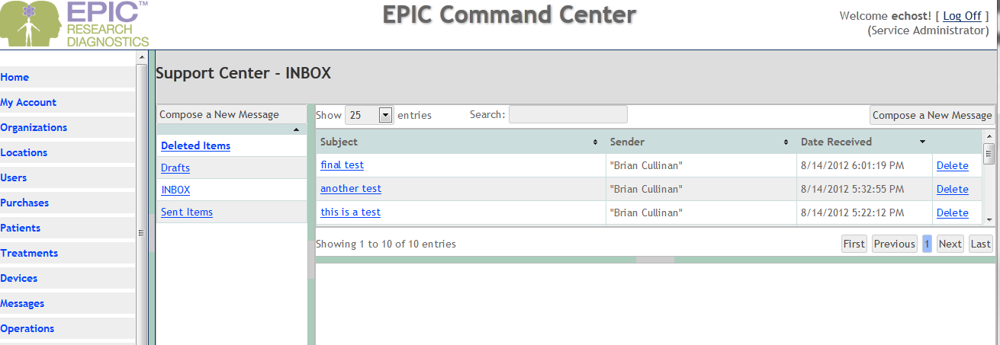 EPIC™
RESEARCH
DIAGNOSTICS
EPIC Command Center
Welcome echost! [ Log Off ]
(Service Administrator)
Home
My Account
Organizations
Locations
Users
Purchases
Patients
Treatments
Devices
Messages
Operations
Support Center - INBOX
Compose a New Message
Deleted Items
Drafts
INBOX
Sent Items
Show 25 entries Search: Compose a New Message
Subject Sender Date Received
final test "Brian Cullinan" 8/14/2012 6:01:19 PM Delete
another test "Brian Cullinan" 8/14/2012 5:32:55 PM Delete
this is a test "Brian Cullinan" 8/14/2012 5:22:12 PM Delete
Showing 1 to 10 of 10 entries First Previous 1 Next Last